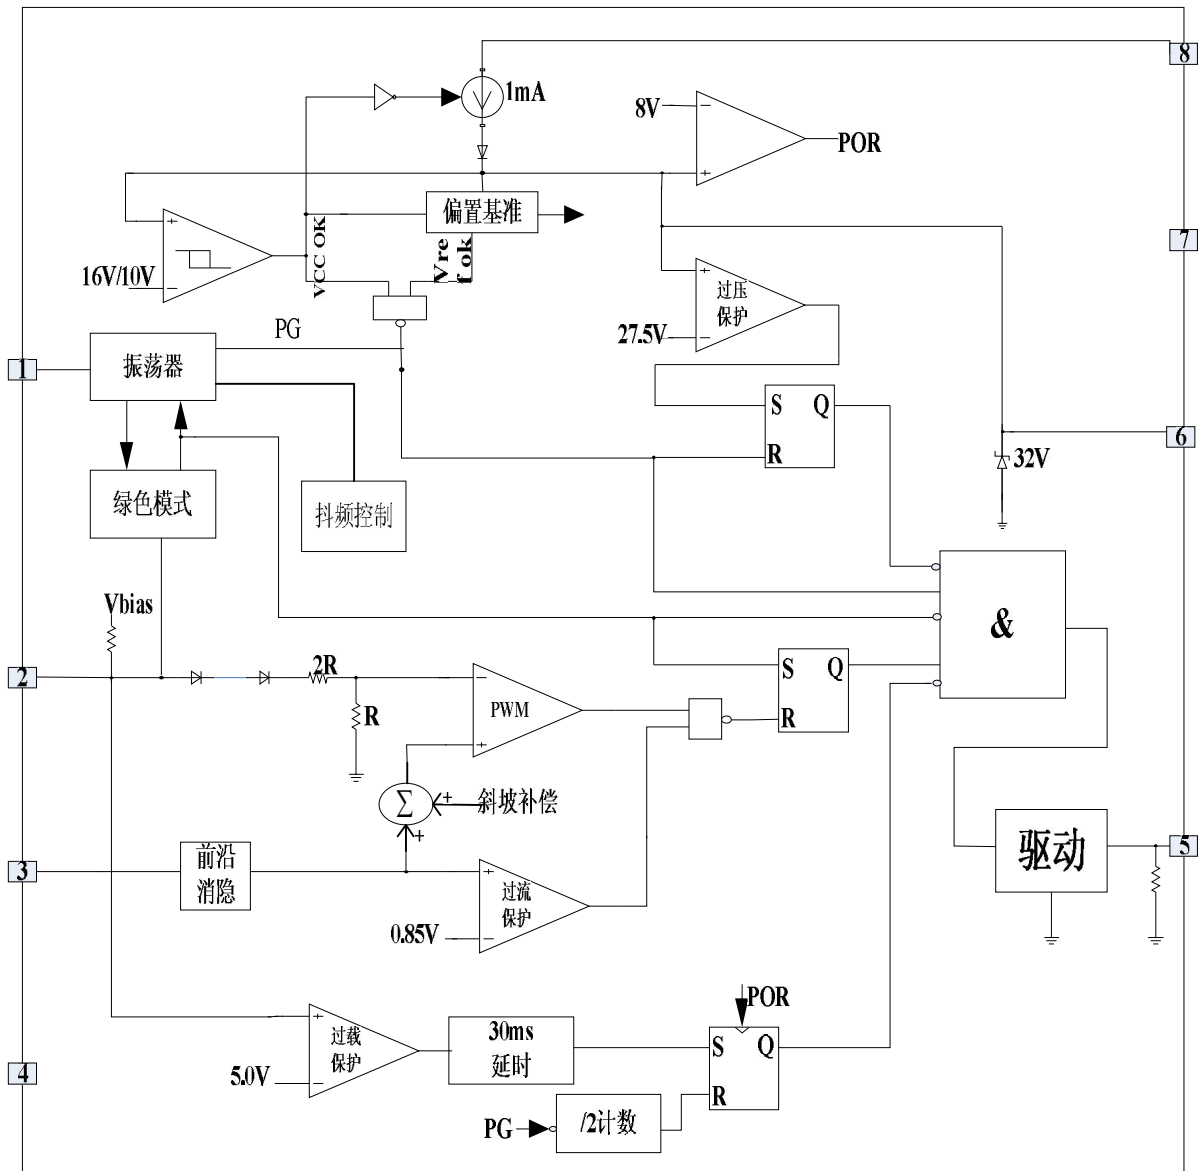 8
1mA
8V
POR
偏置基准
16V/10V
VCC OK
Vre
f ok
7
过压
保护
27.5V
PG
1
振荡器
S Q
R
6
32V
绿色模式
抖频控制
Vbias
&
2
2R
R
PWM
S Q
R
Σ
斜坡补偿
+
+
3
前沿
消隐
过流
保护
0.85V
驱动
5
POR
过载
保护
30ms
延时
S Q
R
5.0V
4
PG
/2计数